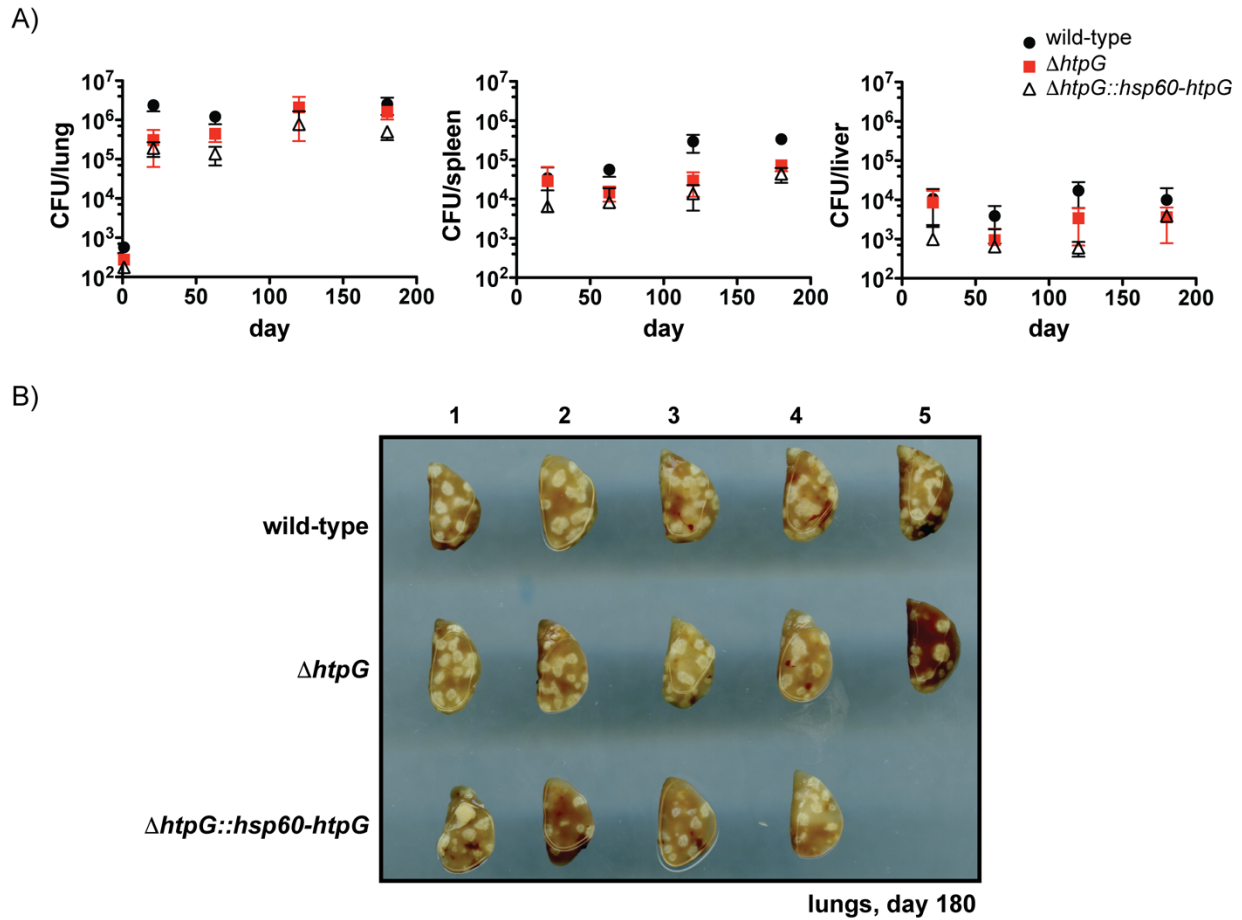 A)
wild-type
ΔhtpG
ΔhtpG::hsp60-htpG
CFU/lung
10⁷
10⁶
10⁵
10⁴
10³
10²
0 50 100 150 200
day
CFU/spleen
10⁷
10⁶
10⁵
10⁴
10³
10²
0 50 100 150 200
day
CFU/liver
10⁷
10⁶
10⁵
10⁴
10³
10²
0 50 100 150 200
day
B)
1 2 3 4 5
wild-type
ΔhtpG
ΔhtpG::hsp60-htpG
lungs, day 180